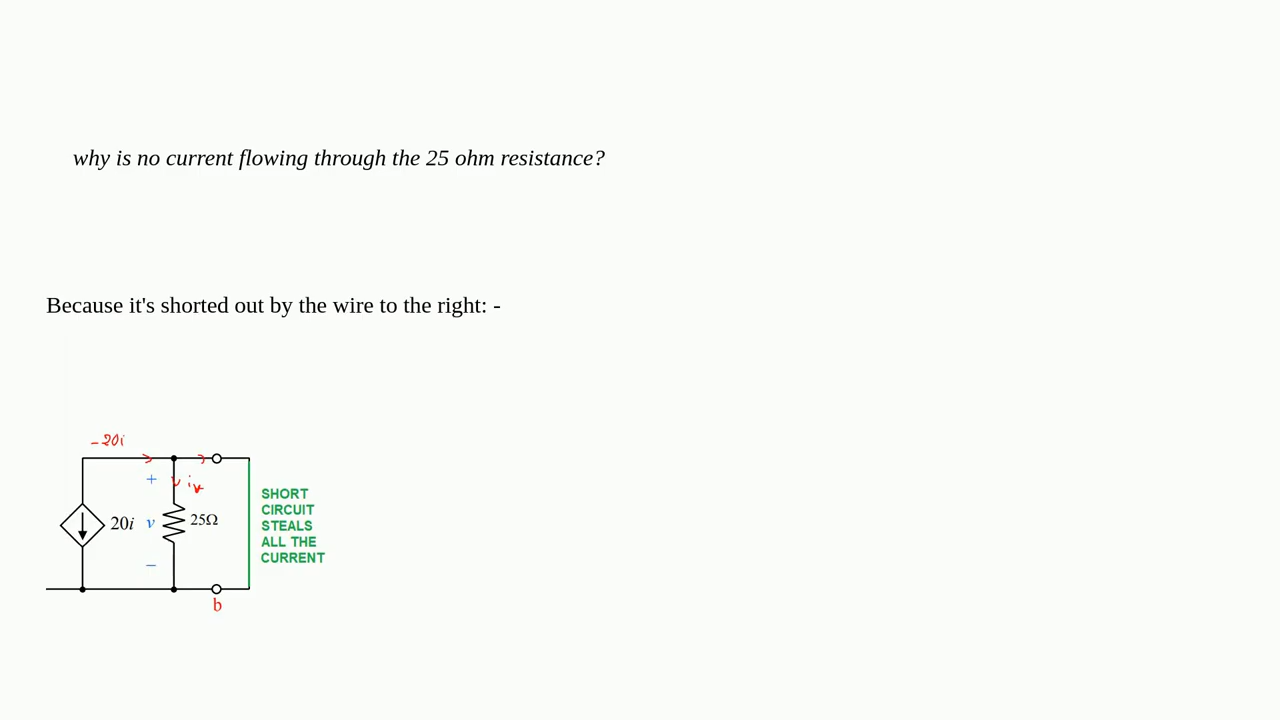 why is no current flowing through the 25 ohm resistance?
Because it's shorted out by the wire to the right: -
-20i
+
iv
SHORT
CIRCUIT
STEALS
ALL THE
CURRENT
20i
v
25Ω
−
b